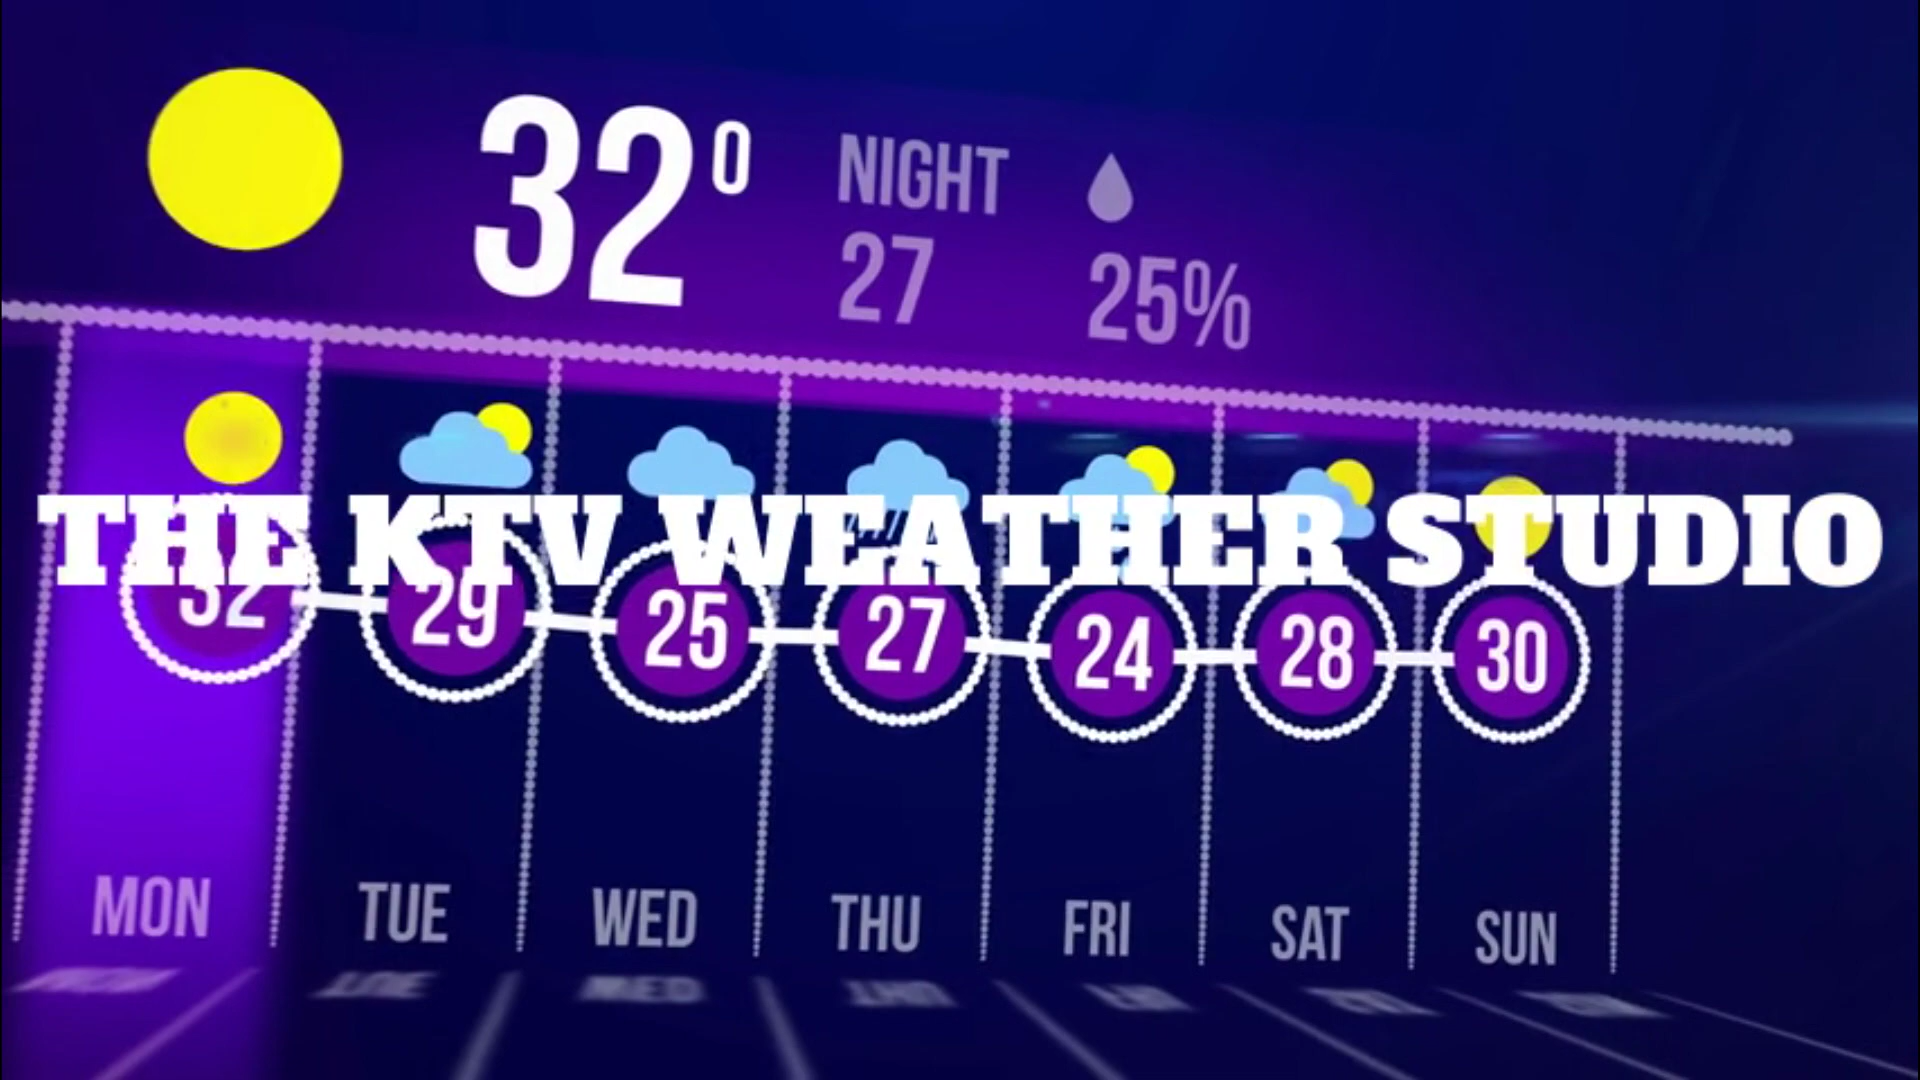 32⁰
NIGHT
27
25%
THE KTV WEATHER STUDIO
32 29 25 27 24 28 30
MON TUE WED THU FRI SAT SUN